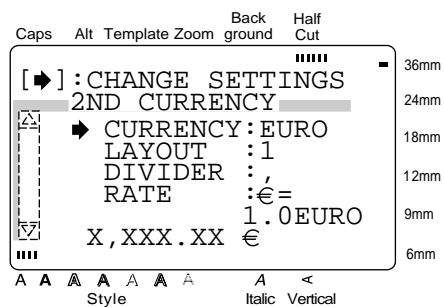 Caps Alt Template Zoom Back ground Half Cut
[➡]:CHANGE SETTINGS
2ND CURRENCY
➡ CURRENCY:EURO
LAYOUT :1
DIVIDER :,
RATE :€=
1.0EURO
X,XXX.XX €
36mm
24mm
18mm
12mm
9mm
6mm
A A A A A A A A A
Style Italic Vertical